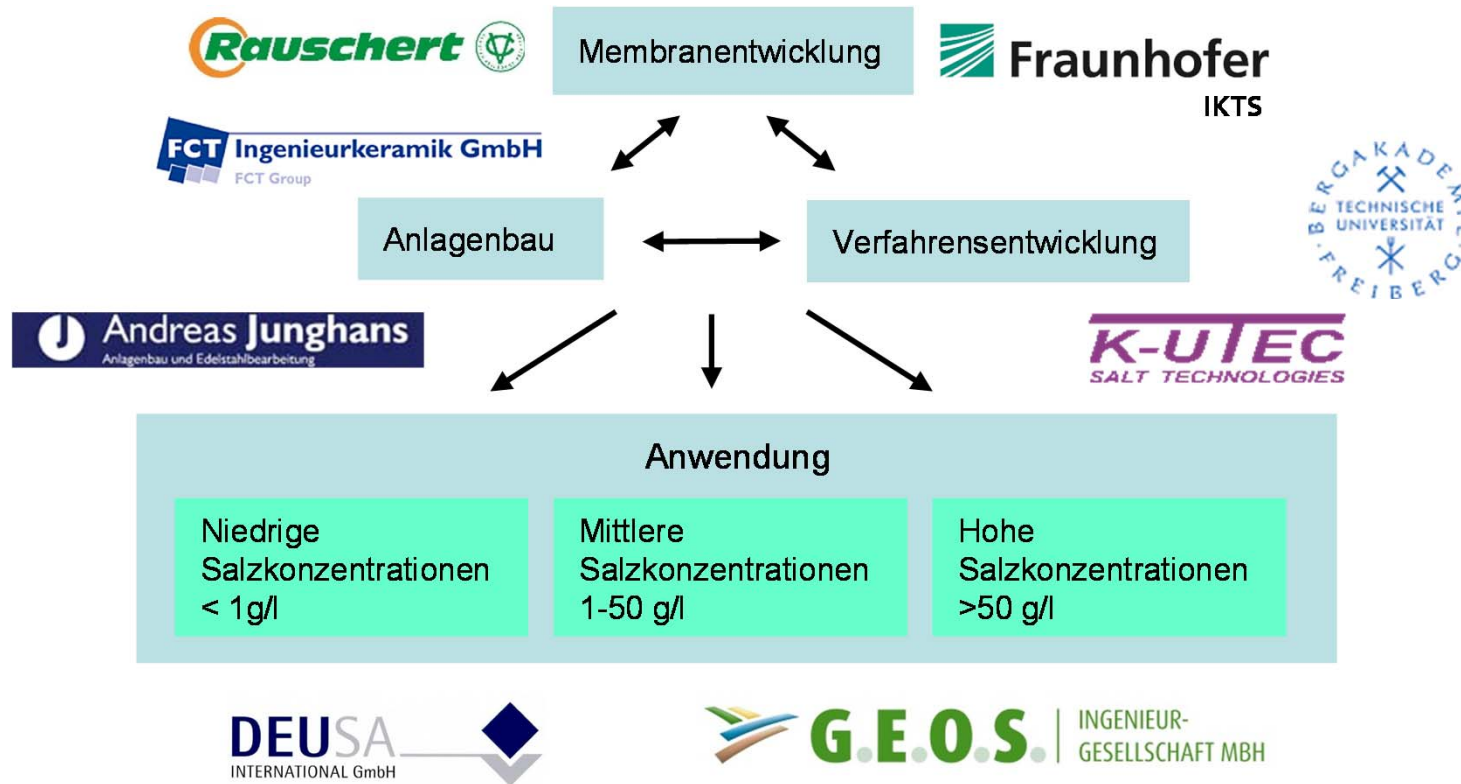 Rauschert
Membranentwicklung
Fraunhofer
IKTS
FCT Ingenieurkeramik GmbH
FCT Group
BERGAKADEMIE
TECHNISCHE
UNIVERSITÄT
FREIBERG
Anlagenbau
Verfahrensentwicklung
Andreas Junghans
Anlagenbau und Edelstahlbearbeitung
K-UTEC
SALT TECHNOLOGIES
Anwendung
Niedrige
Salzkonzentrationen
< 1g/l
Mittlere
Salzkonzentrationen
1-50 g/l
Hohe
Salzkonzentrationen
>50 g/l
DEUSA
INTERNATIONAL GmbH
G.E.O.S.
INGENIEUR-
GESELLSCHAFT MBH